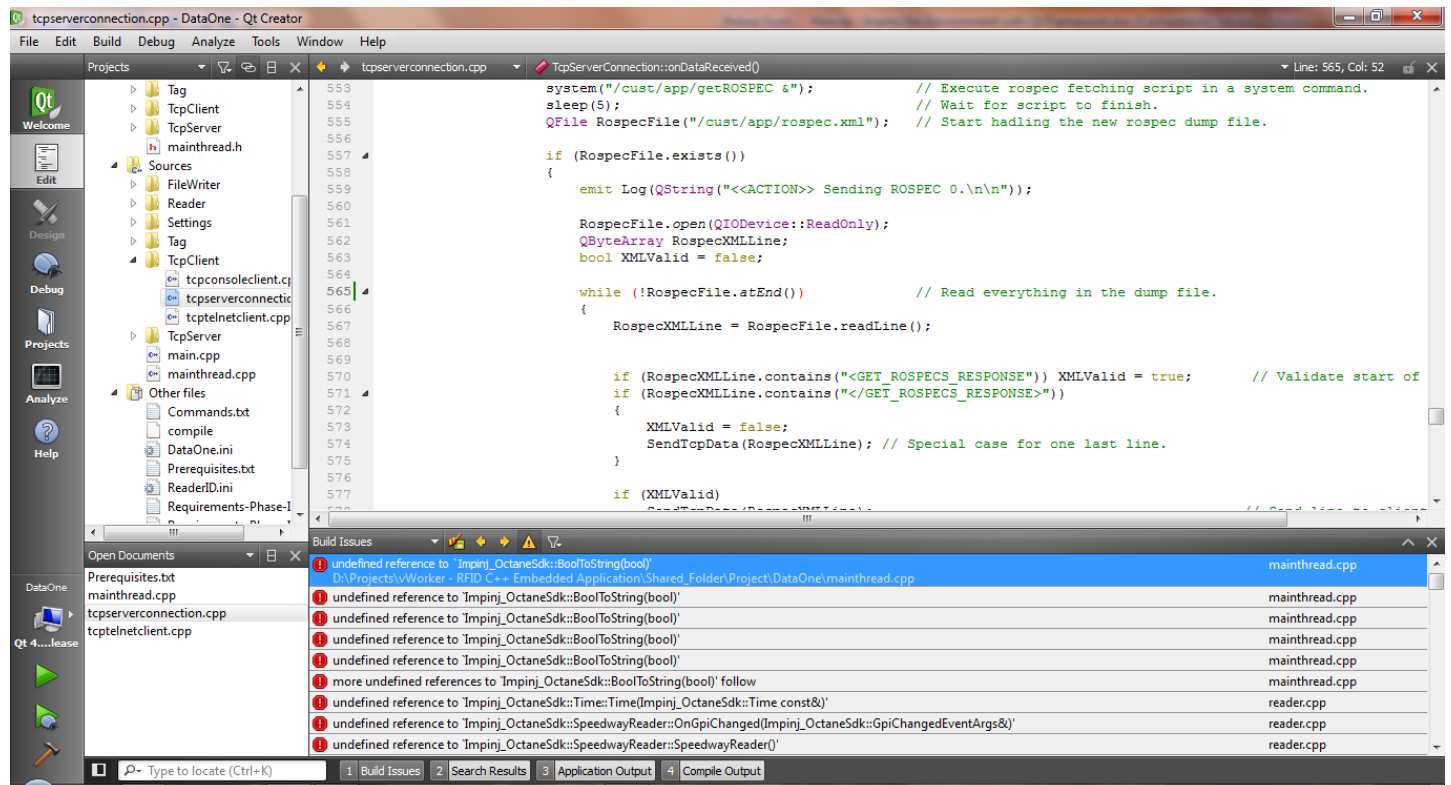 tcpserverconnection.cpp - DataOne - Qt Creator
File Edit Build Debug Analyze Tools Window Help
Projects
tcpserverconnection.cpp
TcpServerConnection::onDataReceived()
Line: 565, Col: 52
Qt
Welcome
Edit
Design
Debug
Projects
Analyze
Help
DataOne
Qt 4....lease
Tag
TcpClient
TcpServer
mainthread.h
Sources
FileWriter
Reader
Settings
Tag
TcpClient
tcpconsoleclient.cp
tcpserverconnectic
tcptelnetclient.cpp
TcpServer
main.cpp
mainthread.cpp
Other files
Commands.txt
compile
DataOne.ini
Prerequisites.txt
ReaderID.ini
Requirements-Phase-I
Open Documents
Prerequisites.txt
mainthread.cpp
tcpserverconnection.cpp
tcptelnetclient.cpp
553 system("/cust/app/getROSPEC &"); // Execute rospec fetching script in a system command.
554 sleep(5); // Wait for script to finish.
555 QFile RospecFile("/cust/app/rospec.xml"); // Start hadling the new rospec dump file.
556
557 if (RospecFile.exists())
558 {
559 emit Log(QString("<<ACTION>> Sending ROSPEC 0.\n\n"));
560
561 RospecFile.open(QIODevice::ReadOnly);
562 QByteArray RospecXMLLine;
563 bool XMLValid = false;
564
565 while (!RospecFile.atEnd()) // Read everything in the dump file.
566 {
567 RospecXMLLine = RospecFile.readLine();
568
569
570 if (RospecXMLLine.contains("<GET_ROSPECS_RESPONSE")) XMLValid = true; // Validate start of
571 if (RospecXMLLine.contains("</GET_ROSPECS_RESPONSE>"))
572 {
573 XMLValid = false;
574 SendTcpData(RospecXMLLine); // Special case for one last line.
575 }
576
577 if (XMLValid)
Build Issues
undefined reference to `Impinj_OctaneSdk::BoolToString(bool)' mainthread.cpp
D:\Projects\vWorker - RFID C++ Embedded Application\Shared_Folder\Project\DataOne\mainthread.cpp
undefined reference to `Impinj_OctaneSdk::BoolToString(bool)' mainthread.cpp
undefined reference to `Impinj_OctaneSdk::BoolToString(bool)' mainthread.cpp
undefined reference to `Impinj_OctaneSdk::BoolToString(bool)' mainthread.cpp
undefined reference to `Impinj_OctaneSdk::BoolToString(bool)' mainthread.cpp
more undefined references to `Impinj_OctaneSdk::BoolToString(bool)' follow mainthread.cpp
undefined reference to `Impinj_OctaneSdk::Time::Time(Impinj_OctaneSdk::Time const&)' reader.cpp
undefined reference to `Impinj_OctaneSdk::SpeedwayReader::OnGpiChanged(Impinj_OctaneSdk::GpiChangedEventArgs&)' reader.cpp
undefined reference to `Impinj_OctaneSdk::SpeedwayReader::SpeedwayReader()' reader.cpp
Type to locate (Ctrl+K)
1 Build Issues 2 Search Results 3 Application Output 4 Compile Output